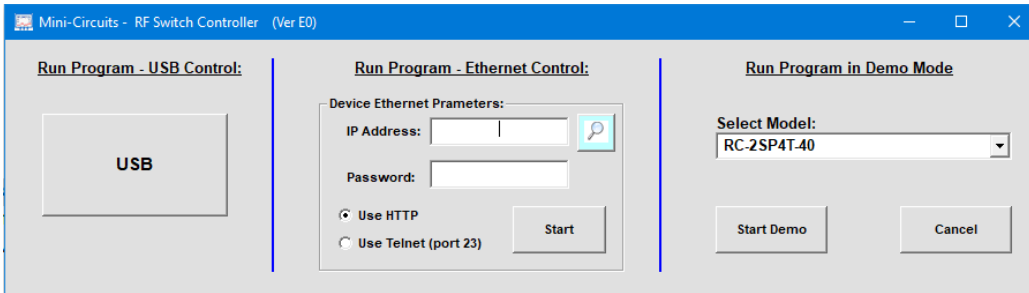 Mini-Circuits - RF Switch Controller (Ver E0)
Run Program - USB Control:
USB
Run Program - Ethernet Control:
Device Ethernet Prameters:
IP Address:
Password:
Use HTTP
Use Telnet (port 23)
Start
Run Program in Demo Mode
Select Model:
RC-2SP4T-40
Start Demo
Cancel